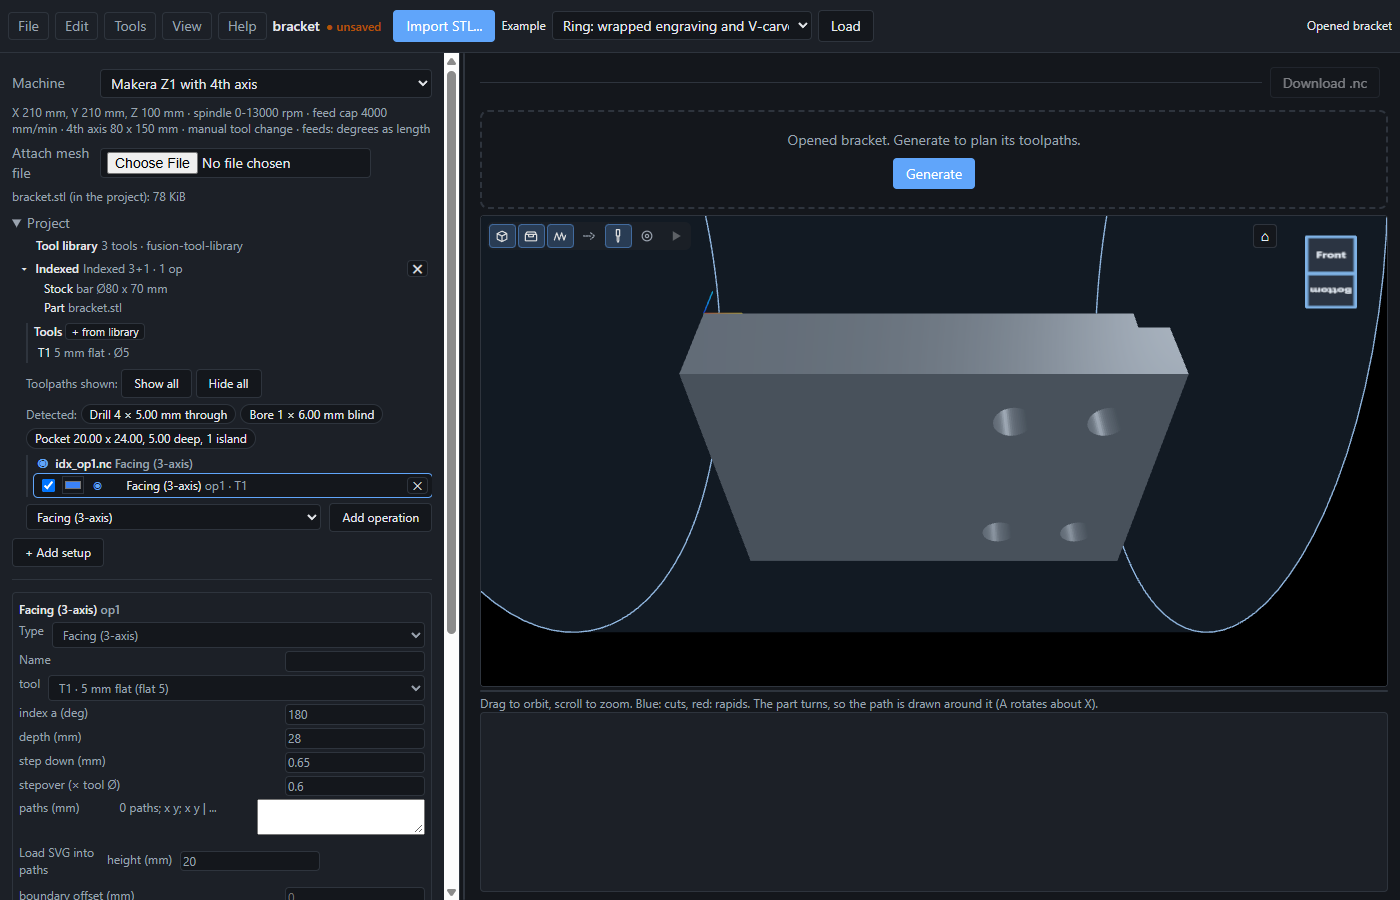 File Edit Tools View Help bracket ● unsaved Import STL... Example Ring: wrapped engraving and V-carv Load Opened bracket
Machine Makera Z1 with 4th axis
X 210 mm, Y 210 mm, Z 100 mm · spindle 0-13000 rpm · feed cap 4000
mm/min · 4th axis 80 x 150 mm · manual tool change · feeds: degrees as length
Attach mesh
file
Choose File No file chosen
bracket.stl (in the project): 78 KiB
▼ Project
Tool library 3 tools · fusion-tool-library
Indexed Indexed 3+1 · 1 op
Stock bar Ø80 x 70 mm
Part bracket.stl
Tools + from library
T1 5 mm flat · Ø5
Toolpaths shown: Show all Hide all
Detected: Drill 4 × 5.00 mm through Bore 1 × 6.00 mm blind
Pocket 20.00 x 24.00, 5.00 deep, 1 island
idx_op1.nc Facing (3-axis)
Facing (3-axis) op1 · T1
Facing (3-axis) Add operation
+ Add setup
Facing (3-axis) op1
Type Facing (3-axis)
Name
tool T1 · 5 mm flat (flat 5)
index a (deg) 180
depth (mm) 28
step down (mm) 0.65
stepover (× tool Ø) 0.6
paths (mm) 0 paths; x y; x y | ...
Load SVG into
paths
height (mm) 20
boundary offset (mm) 0
Download .nc
Opened bracket. Generate to plan its toolpaths.
Generate
Front
Bottom
Drag to orbit, scroll to zoom. Blue: cuts, red: rapids. The part turns, so the path is drawn around it (A rotates about X).